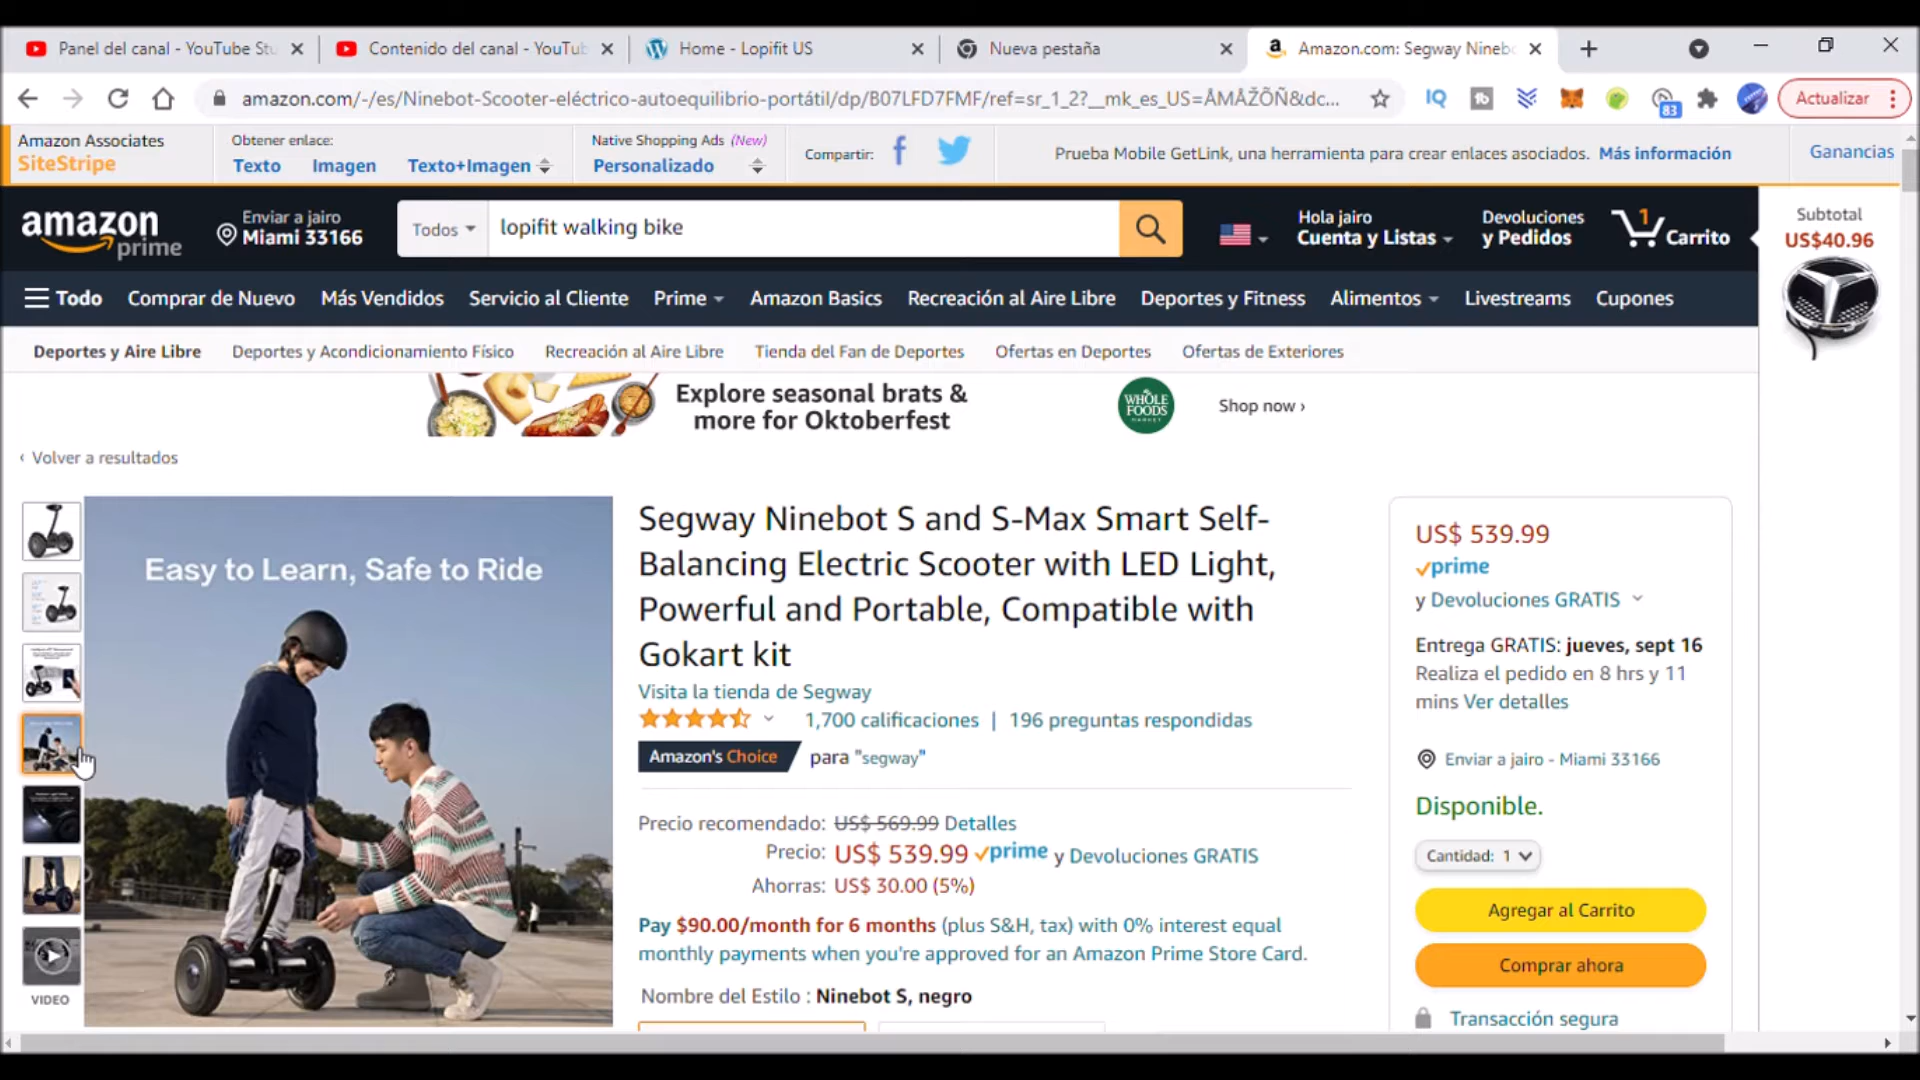 Panel del canal - YouTube Stu
Contenido del canal - YouTub
Home - Lopifit US
Nueva pestaña
Amazon.com: Segway Ninebo
amazon.com/-/es/Ninebot-Scooter-eléctrico-autoequilibrio-portátil/dp/B07LFD7FMF/ref=sr_1_2?__mk_es_US=ÅMÅŽÕÑ&dc...
IQ
tb
83
Actualizar
Amazon Associates
SiteStripe
Obtener enlace:
Texto
Imagen
Texto+Imagen
Native Shopping Ads (New)
Personalizado
Compartir:
Prueba Mobile GetLink, una herramienta para crear enlaces asociados. Más información
Ganancias
amazon
prime
Enviar a jairo
Miami 33166
Todos
lopifit walking bike
Hola jairo
Cuenta y Listas
Devoluciones
y Pedidos
1
Carrito
Subtotal
US$40.96
Todo
Comprar de Nuevo
Más Vendidos
Servicio al Cliente
Prime
Amazon Basics
Recreación al Aire Libre
Deportes y Fitness
Alimentos
Livestreams
Cupones
Deportes y Aire Libre
Deportes y Acondicionamiento Físico
Recreación al Aire Libre
Tienda del Fan de Deportes
Ofertas en Deportes
Ofertas de Exteriores
Explore seasonal brats &
more for Oktoberfest
WHOLE
FOODS
MARKET
Shop now ›
‹ Volver a resultados
Easy to Learn, Safe to Ride
VIDEO
Segway Ninebot S and S-Max Smart Self-
Balancing Electric Scooter with LED Light,
Powerful and Portable, Compatible with
Gokart kit
Visita la tienda de Segway
1,700 calificaciones | 196 preguntas respondidas
Amazon's Choice para "segway"
Precio recomendado: US$ 569.99 Detalles
Precio: US$ 539.99 prime y Devoluciones GRATIS
Ahorras: US$ 30.00 (5%)
Pay $90.00/month for 6 months (plus S&H, tax) with 0% interest equal
monthly payments when you're approved for an Amazon Prime Store Card.
Nombre del Estilo : Ninebot S, negro
US$ 539.99
prime
y Devoluciones GRATIS
Entrega GRATIS: jueves, sept 16
Realiza el pedido en 8 hrs y 11
mins Ver detalles
Enviar a jairo - Miami 33166
Disponible.
Cantidad: 1
Agregar al Carrito
Comprar ahora
Transacción segura